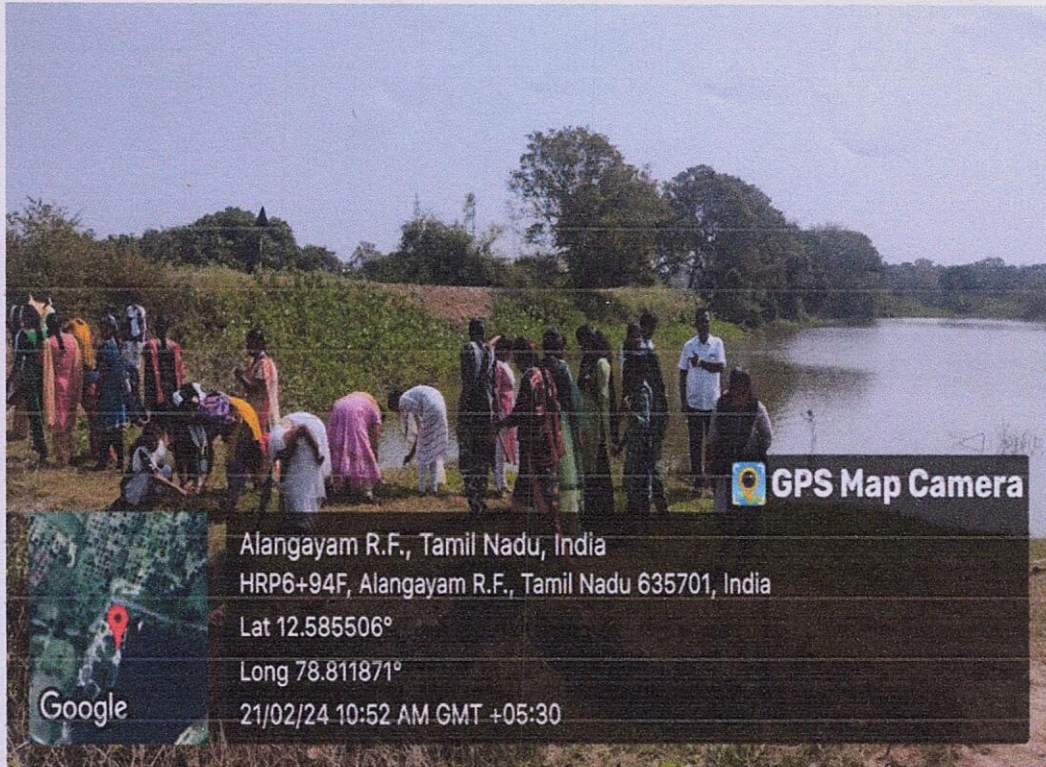 GPS Map Camera
Alangayam R.F., Tamil Nadu, India
HRP6+94F, Alangayam R.F., Tamil Nadu 635701, India
Lat 12.585506°
Long 78.811871°
21/02/24 10:52 AM GMT +05:30
Google